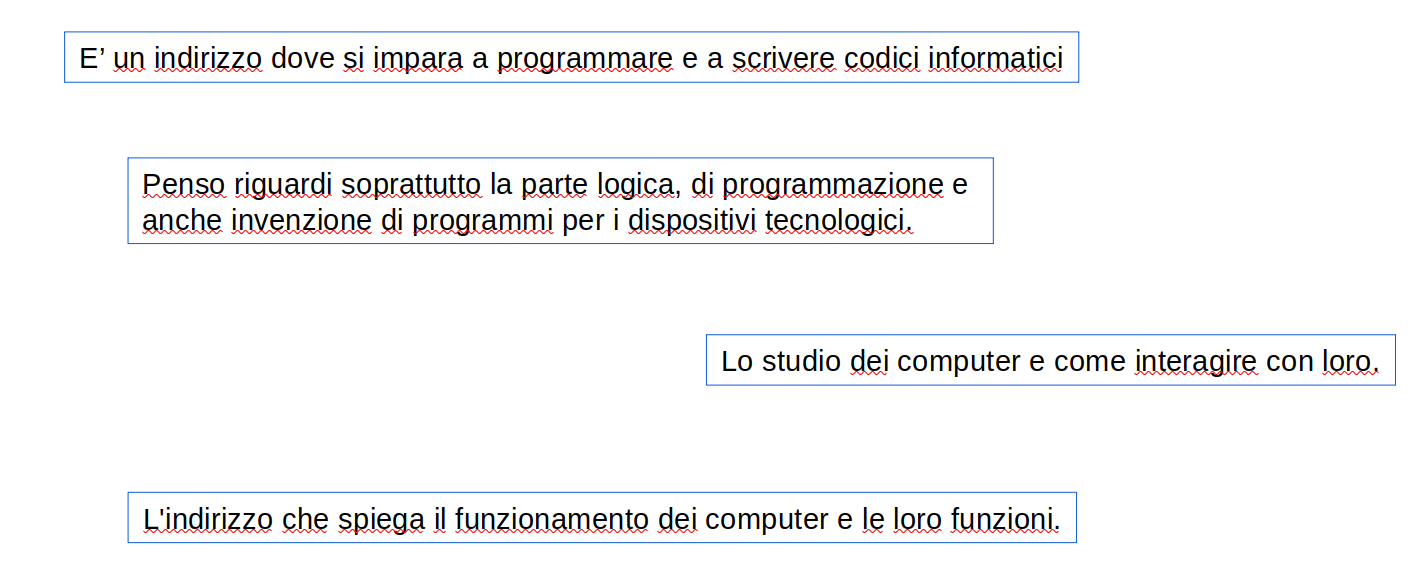 E’ un indirizzo dove si impara a programmare e a scrivere codici informatici
Penso riguardi soprattutto la parte logica, di programmazione e
anche invenzione di programmi per i dispositivi tecnologici.
Lo studio dei computer e come interagire con loro.
L'indirizzo che spiega il funzionamento dei computer e le loro funzioni.